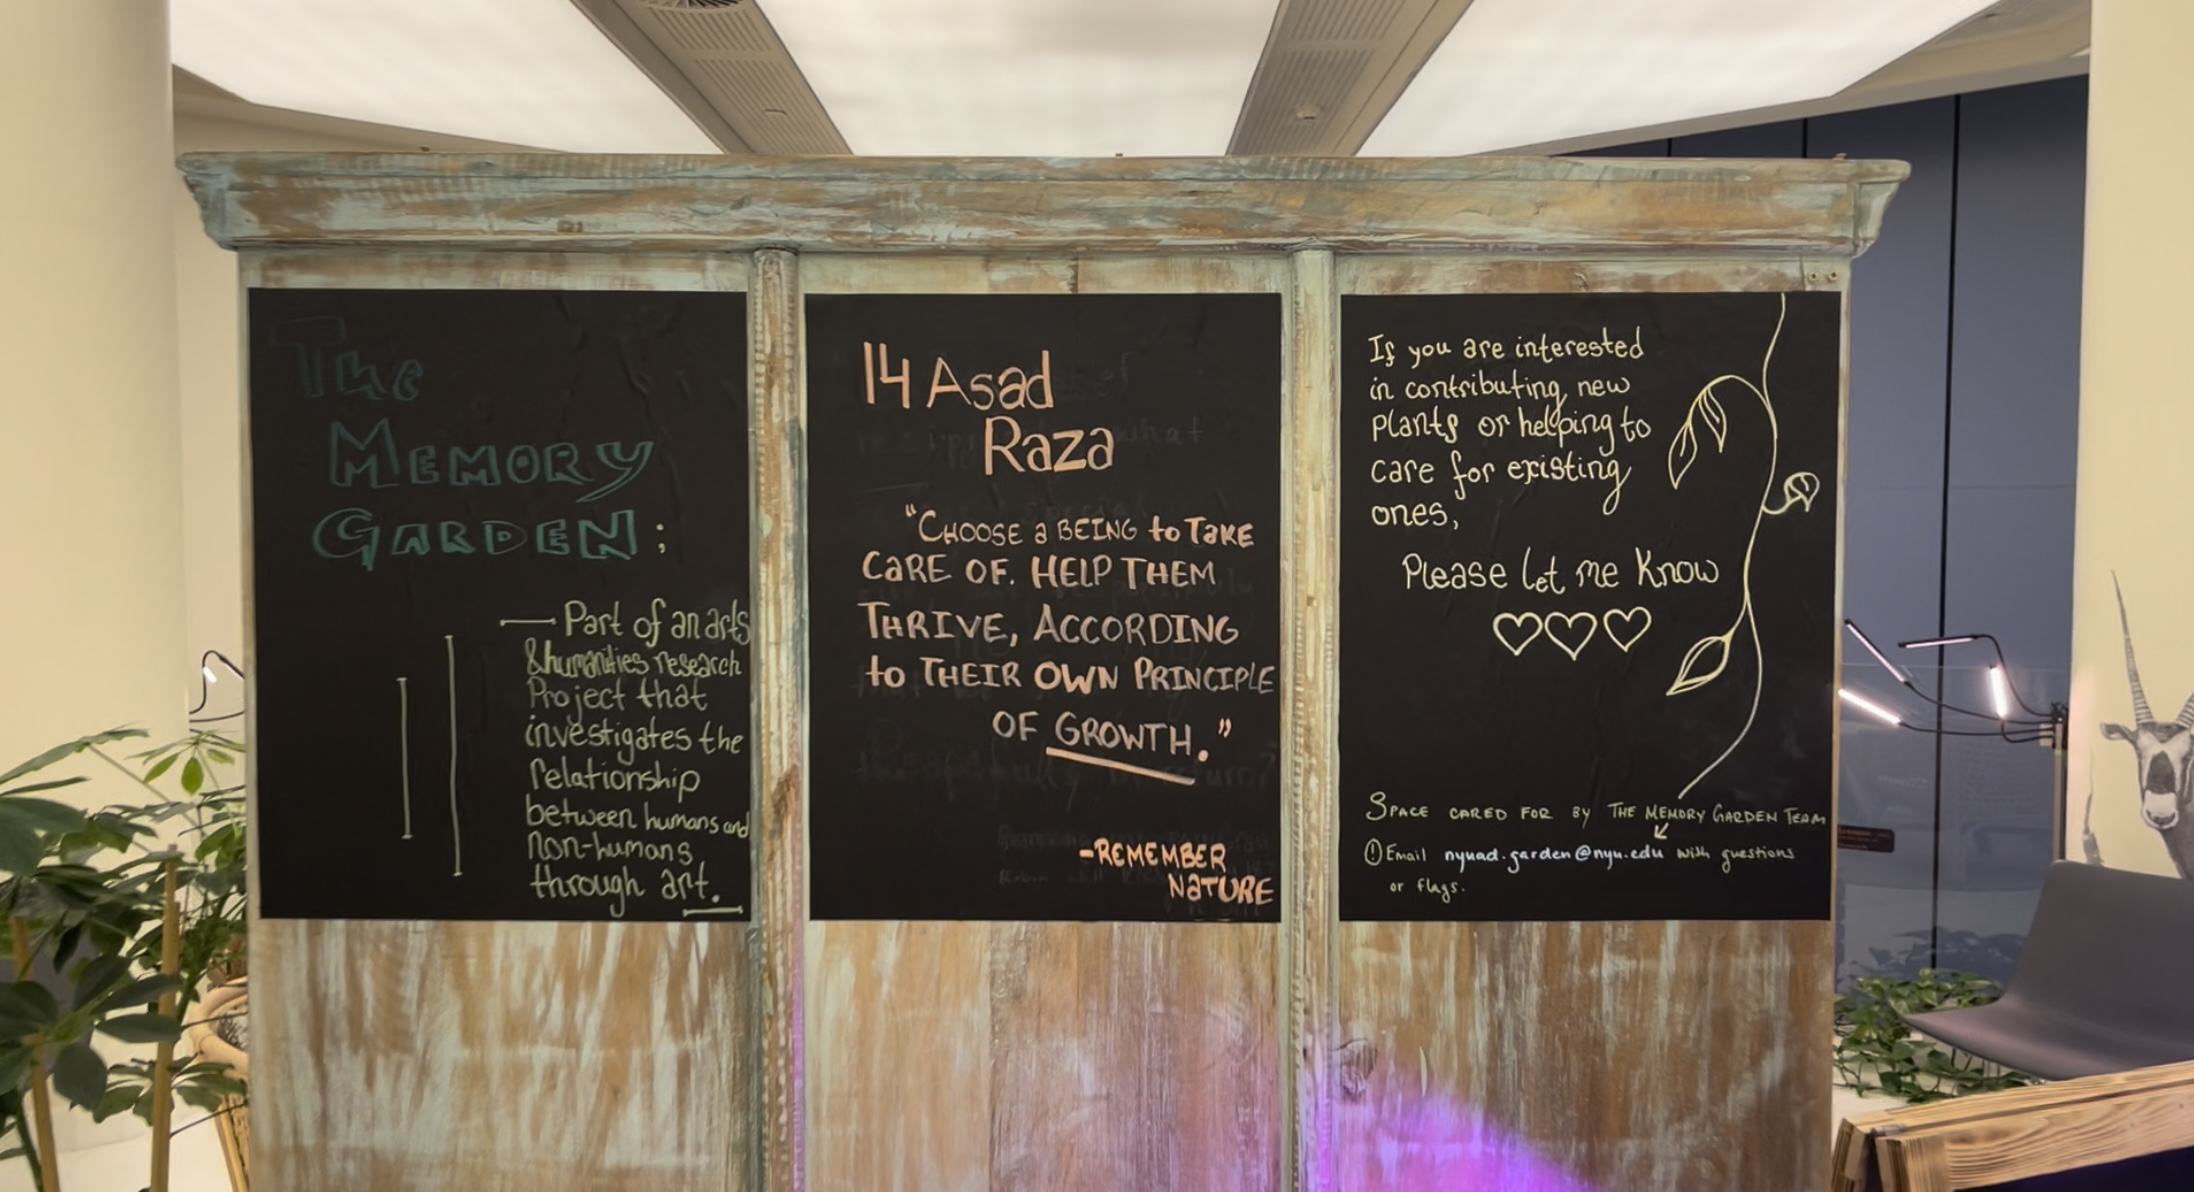 The
MEMORY
GARDEN:
Part of an arts
& humanities research
Project that
investigates the
relationship
between humans and
non-humans
through art.
14 Asad
Raza
"CHOOSE a BEING to TaKE
CaRE OF. HELP THEM
THRIVE, ACCORDING
to THEIR OWN PRINCIPLE
OF GROWTH."
-REMEMBER
NaTURE
If you are interested
in contributing new
plants or helping to
care for existing
ones,
Please let me know
SPACE CARED FOR BY THE MEMORY GARDEN TEAM
! Email nyuad.garden@nyu.edu with questions
or flags.